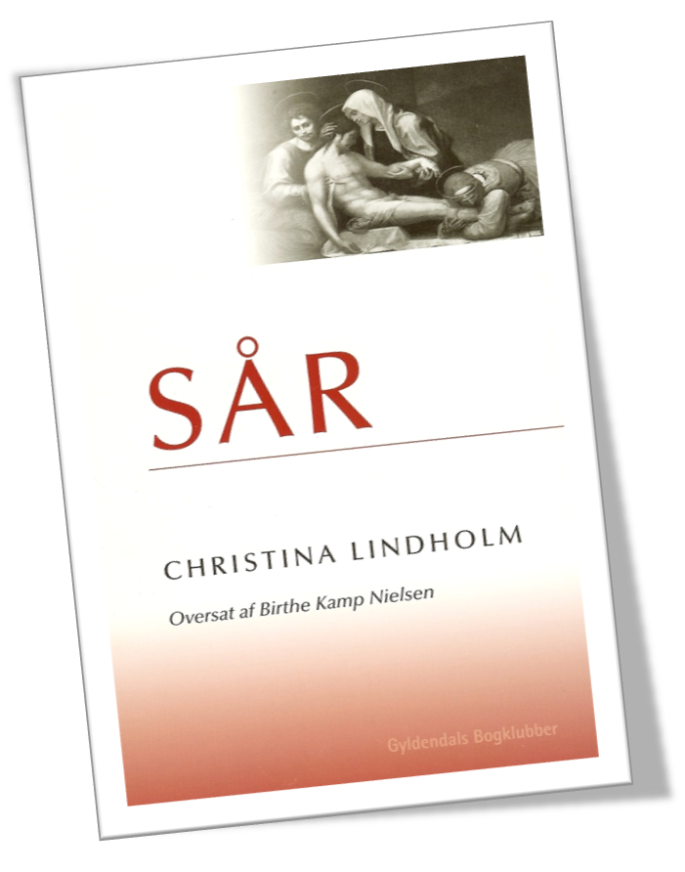 SÅR
CHRISTINA LINDHOLM
Oversat af Birthe Kamp Nielsen
Gyldendals Bogklubber